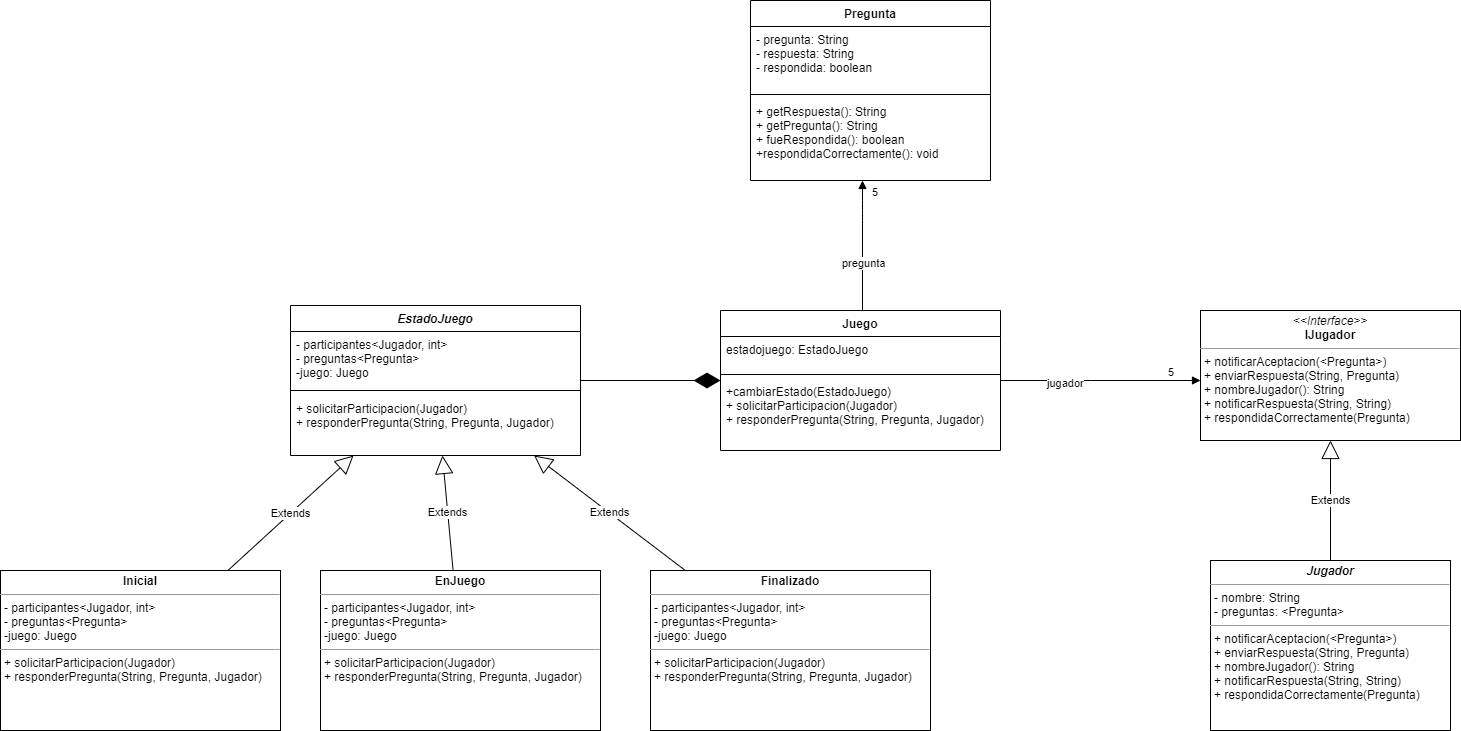 Pregunta
- pregunta: String
- respuesta: String
- respondida: boolean
+ getRespuesta(): String
+ getPregunta(): String
+ fueRespondida(): boolean
+respondidaCorrectamente(): void
5
pregunta
EstadoJuego
- participantes<Jugador, int>
- preguntas<Pregunta>
-juego: Juego
+ solicitarParticipacion(Jugador)
+ responderPregunta(String, Pregunta, Jugador)
Juego
estadojuego: EstadoJuego
+cambiarEstado(EstadoJuego)
+ solicitarParticipacion(Jugador)
+ responderPregunta(String, Pregunta, Jugador)
jugador
5
<<Interface>>
IJugador
+ notificarAceptacion(<Pregunta>)
+ enviarRespuesta(String, Pregunta)
+ nombreJugador(): String
+ notificarRespuesta(String, String)
+ respondidaCorrectamente(Pregunta)
Extends
Extends
Extends
Extends
Inicial
- participantes<Jugador, int>
- preguntas<Pregunta>
-juego: Juego
+ solicitarParticipacion(Jugador)
+ responderPregunta(String, Pregunta, Jugador)
EnJuego
- participantes<Jugador, int>
- preguntas<Pregunta>
-juego: Juego
+ solicitarParticipacion(Jugador)
+ responderPregunta(String, Pregunta, Jugador)
Finalizado
- participantes<Jugador, int>
- preguntas<Pregunta>
-juego: Juego
+ solicitarParticipacion(Jugador)
+ responderPregunta(String, Pregunta, Jugador)
Jugador
- nombre: String
- preguntas: <Pregunta>
+ notificarAceptacion(<Pregunta>)
+ enviarRespuesta(String, Pregunta)
+ nombreJugador(): String
+ notificarRespuesta(String, String)
+ respondidaCorrectamente(Pregunta)